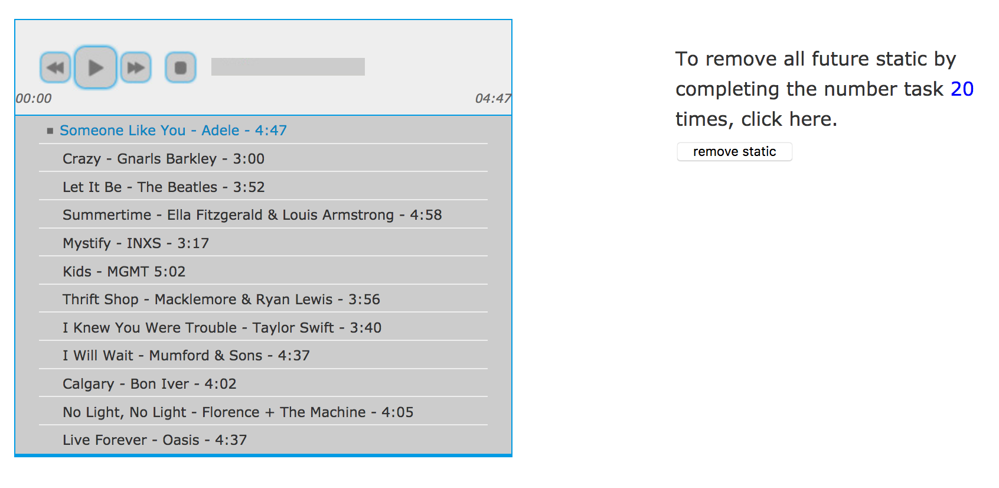 00:00
04:47
Someone Like You - Adele - 4:47
Crazy - Gnarls Barkley - 3:00
Let It Be - The Beatles - 3:52
Summertime - Ella Fitzgerald & Louis Armstrong - 4:58
Mystify - INXS - 3:17
Kids - MGMT 5:02
Thrift Shop - Macklemore & Ryan Lewis - 3:56
I Knew You Were Trouble - Taylor Swift - 3:40
I Will Wait - Mumford & Sons - 4:37
Calgary - Bon Iver - 4:02
No Light, No Light - Florence + The Machine - 4:05
Live Forever - Oasis - 4:37
To remove all future static by
completing the number task 20
times, click here.
remove static